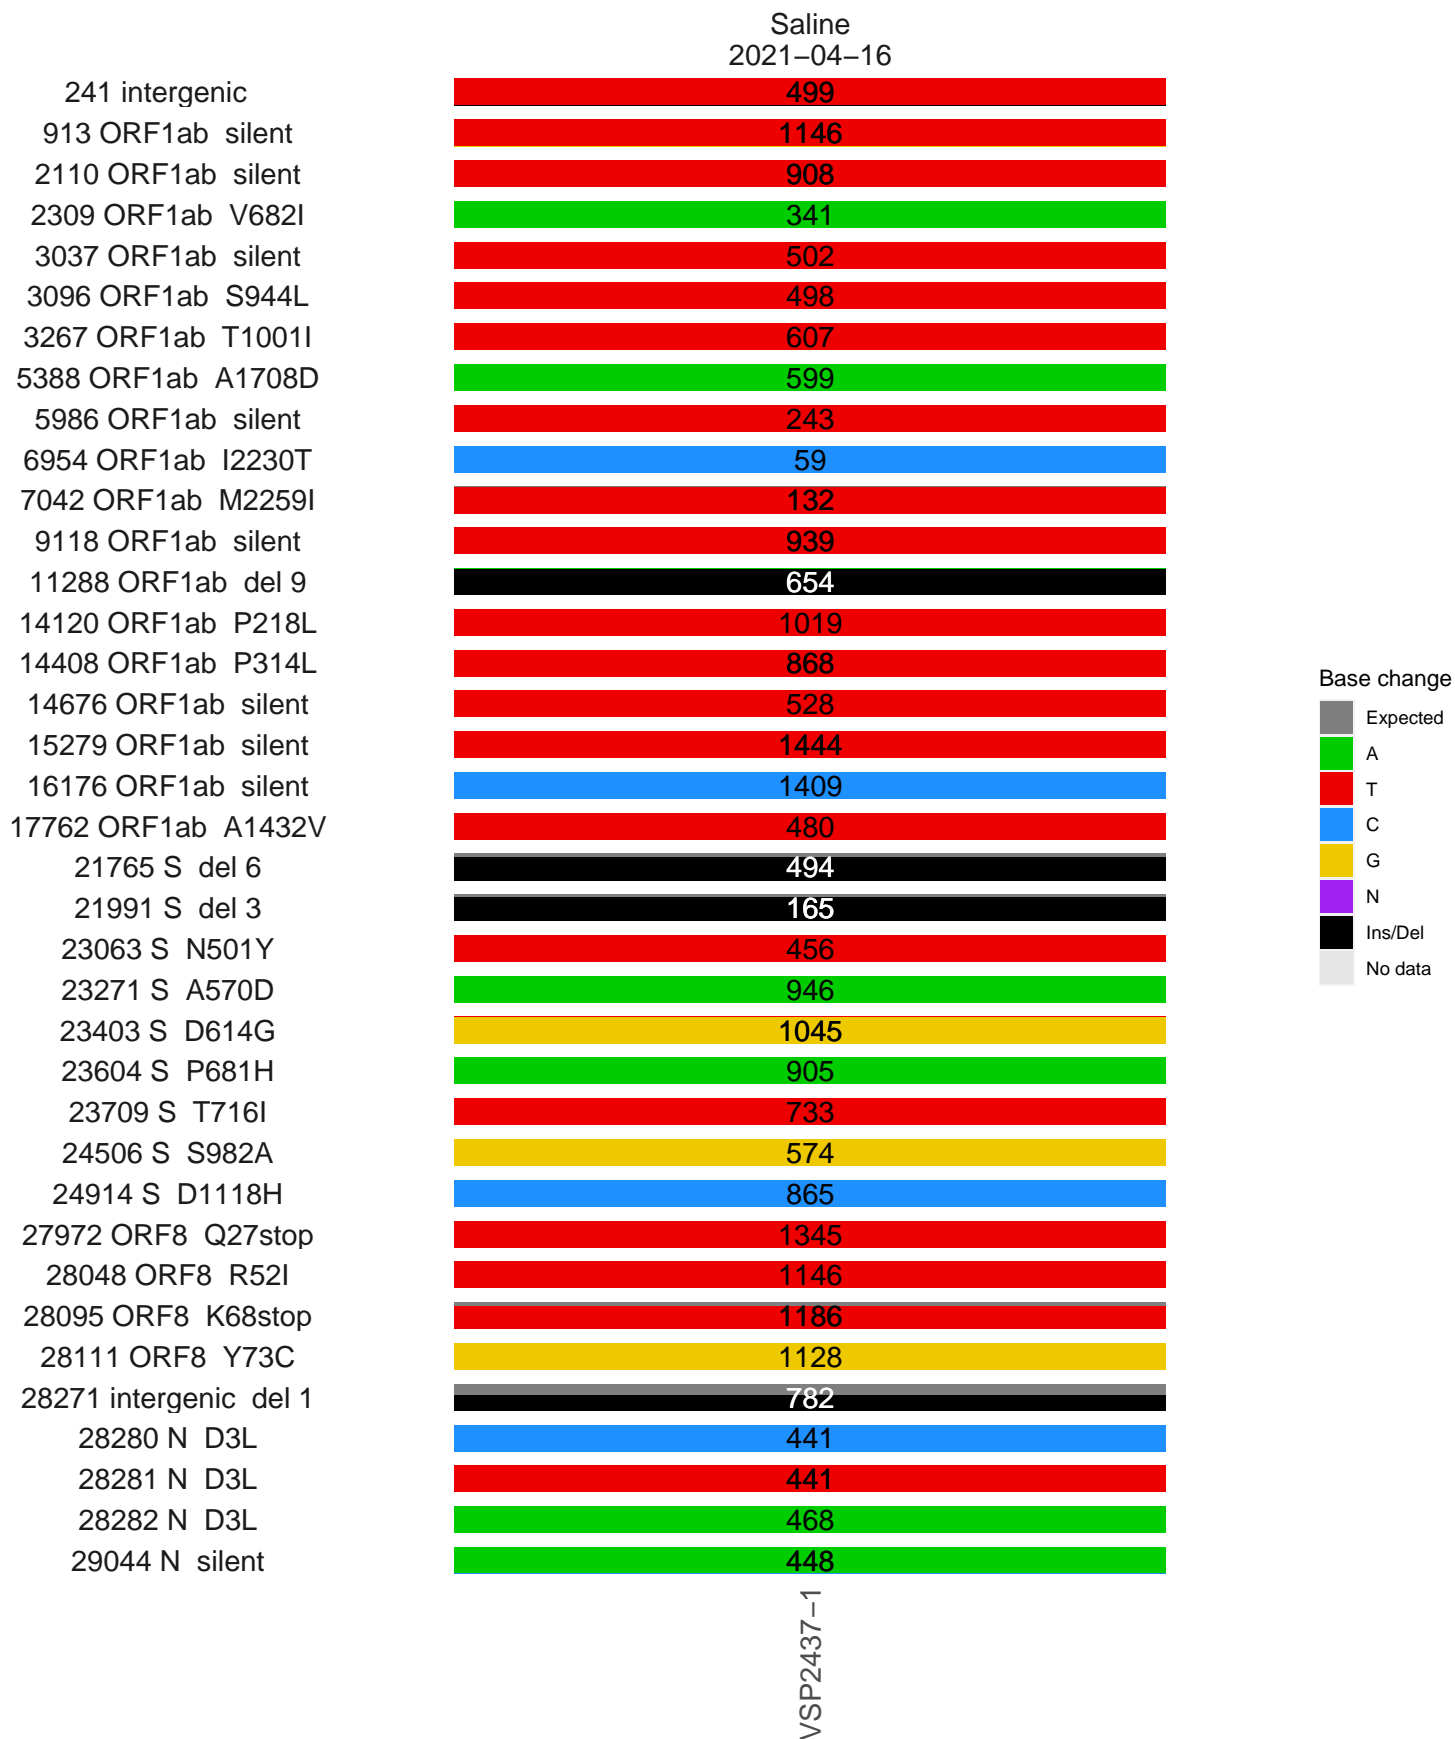 Saline
2021−04−16
241 intergenic 499
913 ORF1ab silent 1146
2110 ORF1ab silent 908
2309 ORF1ab V682I 341
3037 ORF1ab silent 502
3096 ORF1ab S944L 498
3267 ORF1ab T1001I 607
5388 ORF1ab A1708D 599
5986 ORF1ab silent 243
6954 ORF1ab I2230T 59
7042 ORF1ab M2259I 132
9118 ORF1ab silent 939
11288 ORF1ab del 9 654
14120 ORF1ab P218L 1019
14408 ORF1ab P314L 868
14676 ORF1ab silent 528
15279 ORF1ab silent 1444
16176 ORF1ab silent 1409
17762 ORF1ab A1432V 480
21765 S del 6 494
21991 S del 3 165
23063 S N501Y 456
23271 S A570D 946
23403 S D614G 1045
23604 S P681H 905
23709 S T716I 733
24506 S S982A 574
24914 S D1118H 865
27972 ORF8 Q27stop 1345
28048 ORF8 R52I 1146
28095 ORF8 K68stop 1186
28111 ORF8 Y73C 1128
28271 intergenic del 1 782
28280 N D3L 441
28281 N D3L 441
28282 N D3L 468
29044 N silent 448
VSP2437−1
Base change
Expected
A
T
C
G
N
Ins/Del
No data